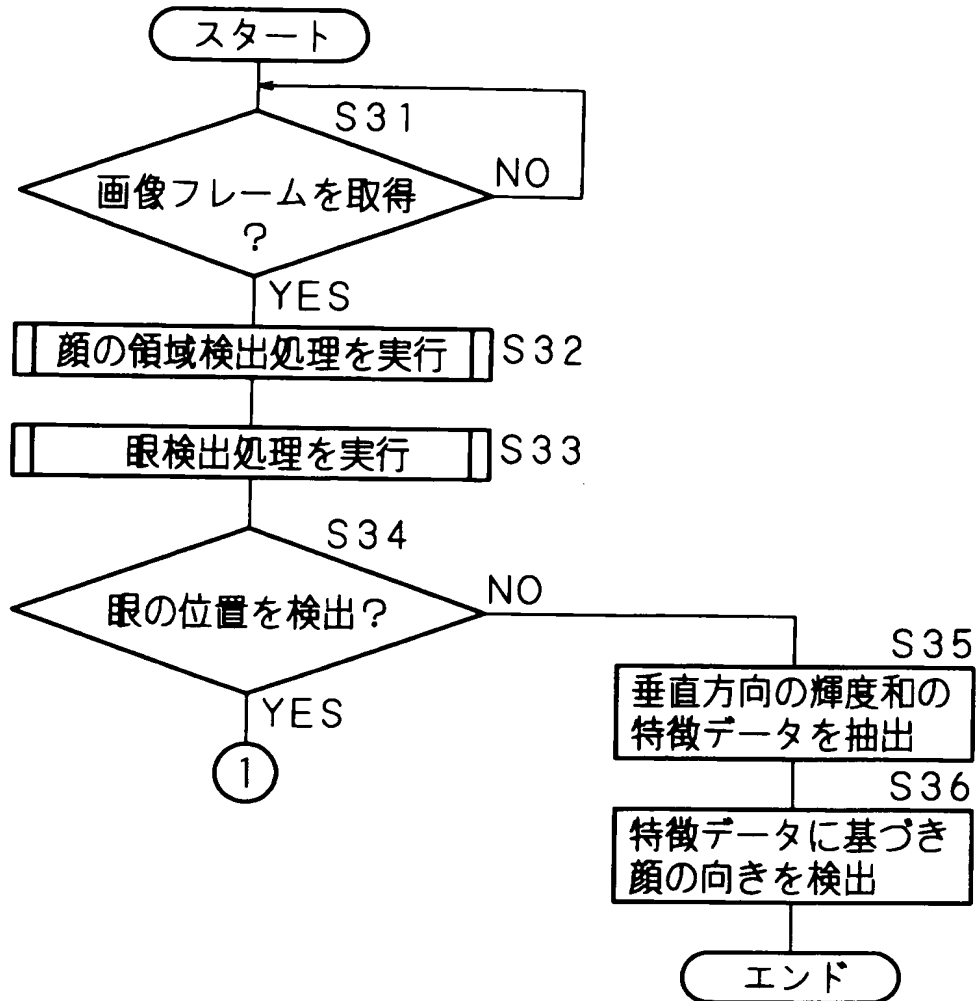 スタート
S31
NO
画像フレームを取得
?
YES
顔の領域検出処理を実行
S32
眼検出処理を実行
S33
S34
NO
眼の位置を検出?
YES
1
S35
垂直方向の輝度和の
特徴データを抽出
S36
特徴データに基づき
顔の向きを検出
エンド